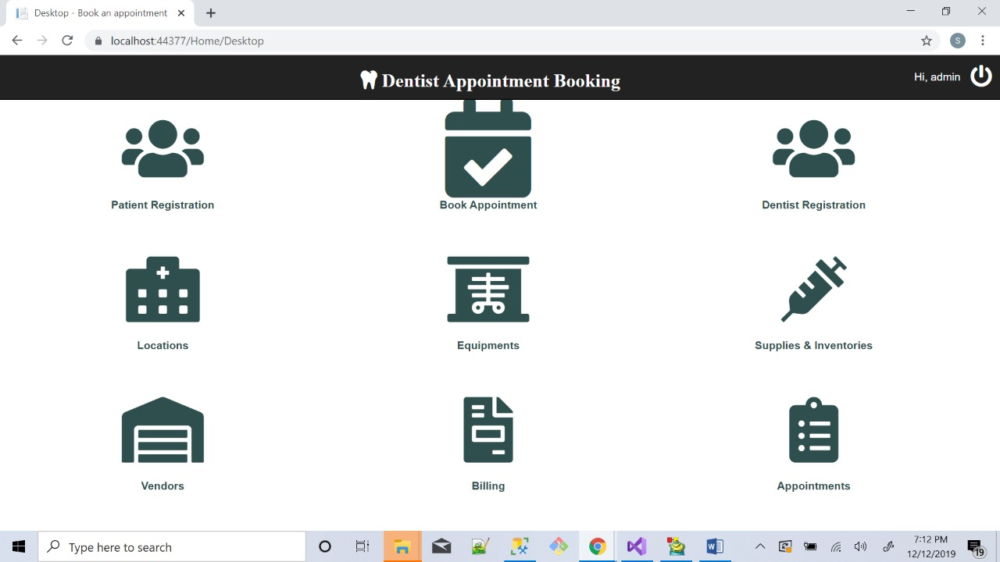 Desktop - Book an appointment
localhost:44377/Home/Desktop
S
Dentist Appointment Booking
Hi, admin
Patient Registration
Book Appointment
Dentist Registration
Locations
Equipments
Supplies & Inventories
Vendors
Billing
Appointments
Type here to search
7:12 PM
12/12/2019
19